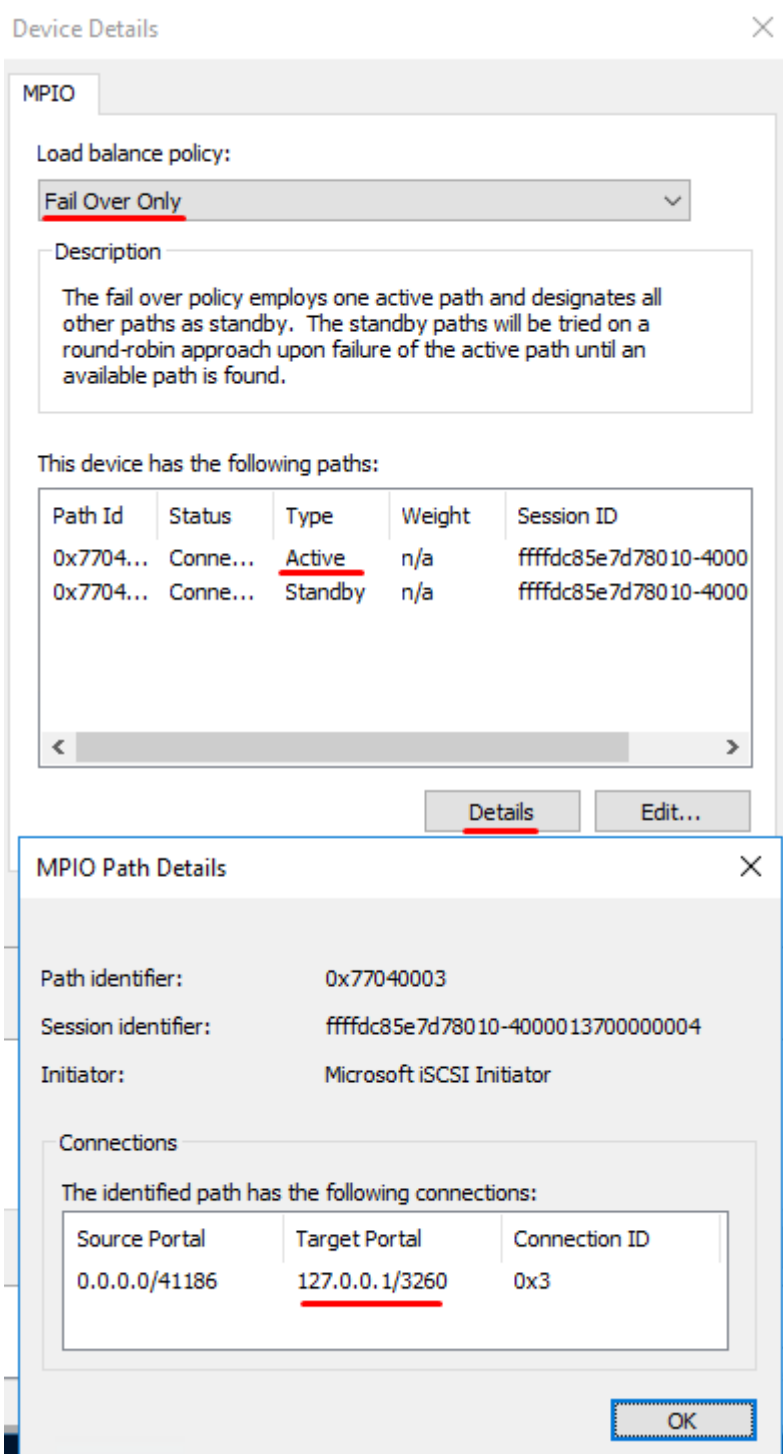 Device Details
MPIO
Load balance policy:
Fail Over Only
Description
The fail over policy employs one active path and designates all
other paths as standby.  The standby paths will be tried on a
round-robin approach upon failure of the active path until an
available path is found.
This device has the following paths:
Path Id Status Type Weight Session ID
0x7704... Conne... Active n/a ffffdc85e7d78010-4000
0x7704... Conne... Standby n/a ffffdc85e7d78010-4000
Details Edit...
MPIO Path Details
Path identifier: 0x77040003
Session identifier: ffffdc85e7d78010-4000013700000004
Initiator: Microsoft iSCSI Initiator
Connections
The identified path has the following connections:
Source Portal Target Portal Connection ID
0.0.0.0/41186 127.0.0.1/3260 0x3
OK